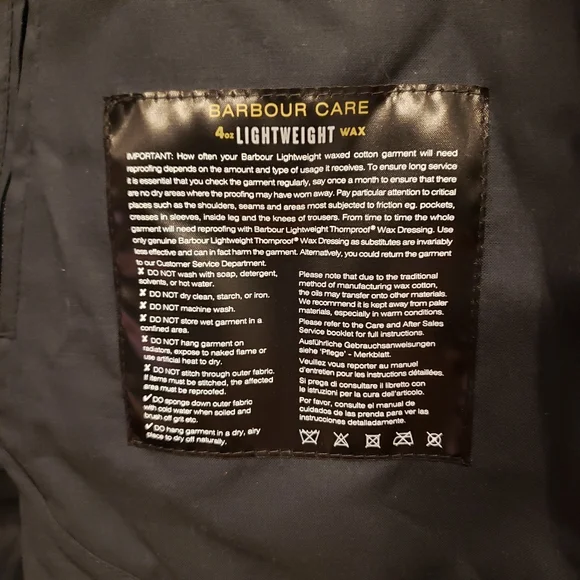 BARBOUR CARE
4oz LIGHTWEIGHT WAX
IMPORTANT: How often your Barbour Lightweight waxed cotton garment will need
reproofing depends on the amount and type of usage it receives. To ensure long service
it is essential that you check the garment regularly, say once a month to ensure that there
are no dry areas where the proofing may have worn away. Pay particular attention to critical
places such as the shoulders, seams and areas most subjected to friction eg. pockets,
creases in sleeves, inside leg and the knees of trousers. From time to time the whole
garment will need reproofing with Barbour Lightweight Thornproof® Wax Dressing. Use
only genuine Barbour Lightweight Thornproof® Wax Dressing as substitutes are invariably
less effective and can in fact harm the garment. Alternatively, you could return the garment
to our Customer Service Department.
✗ DO NOT wash with soap, detergent,
solvents, or hot water.
✗ DO NOT dry clean, starch, or iron.
✗ DO NOT machine wash.
✗ DO NOT store wet garment in a
confined area.
✗ DO NOT hang garment on
radiators, expose to naked flame or
use artificial heat to dry.
✗ DO NOT stitch through outer fabric.
If items must be stitched, the affected
areas must be reproofed.
✓ DO sponge down outer fabric
with cold water when soiled and
brush off grit etc.
✓ DO hang garment in a dry, airy
place to dry off naturally.
Please note that due to the traditional
method of manufacturing wax cotton,
the oils may transfer onto other materials.
We recommend it is kept away from paler
materials, especially in warm conditions.
Please refer to the Care and After Sales
Service booklet for full instructions.
Ausführliche Gebrauchsanweisungen
siehe 'Pflege' - Merkblatt.
Veuillez vous reporter au manuel
d'entretien pour les instructions détaillées.
Si prega di consultare il libretto con
le istruzioni per la cura dell'articolo.
Por favor, consulte el manual de
cuidados de las prenda para ver las
instrucciones detalladamente.